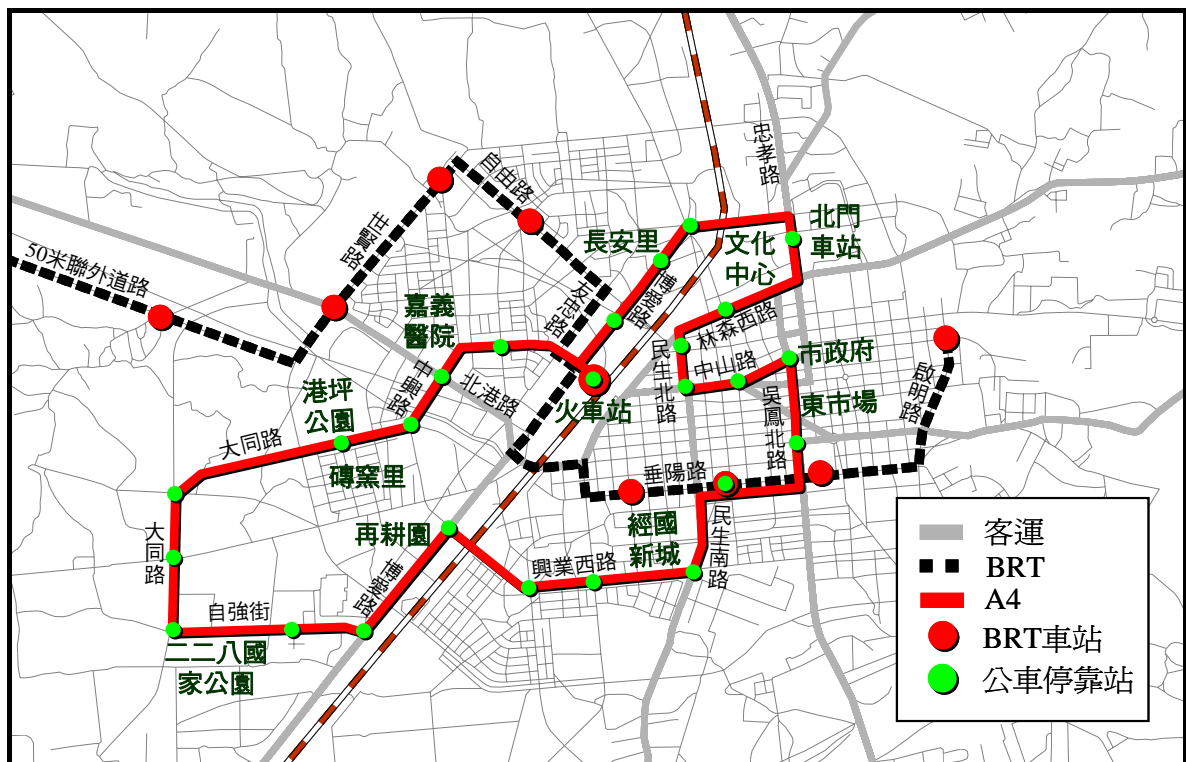 忠孝路
自由路
世賢路
50米聯外道路
長安里
文化
中心
北門
車站
博愛路
友忠路
嘉義
醫院
林森西路
民生北路
中山路
市政府
吳鳳北路
東市場
啟明路
中興路
北港路
火車站
港坪
公園
大同路
磚窯里
垂陽路
大同路
再耕園
經國
新城
民生南路
興業西路
博愛路
自強街
二二八國
家公園
客運
BRT
A4
BRT車站
公車停靠站